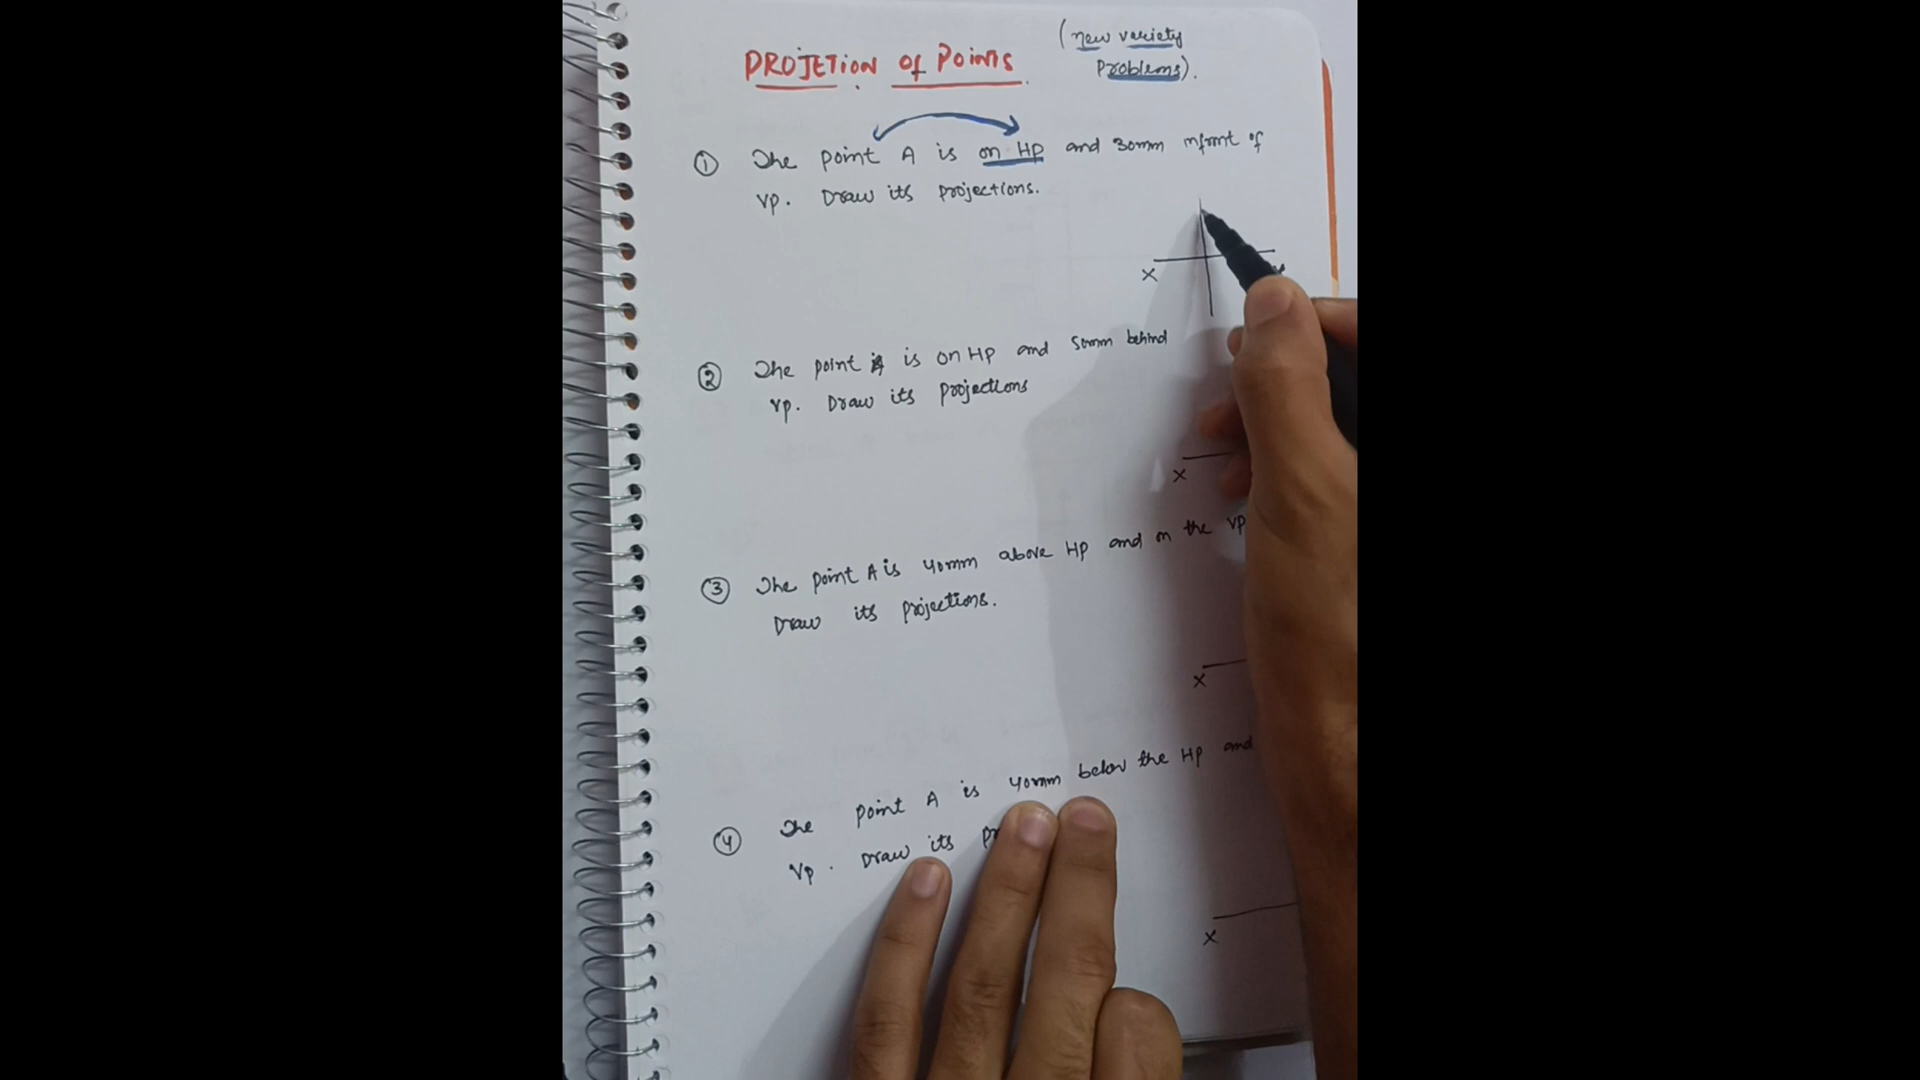 PROJETION of POINTS
(new variety
Problems).
① The point A is on HP and 30mm infront of
VP. Draw its projections.
X
② The point A is on HP and 50mm behind
VP. Draw its projections
X
③ The point A is 40mm above HP and on the VP
Draw its projections.
X
④ The point A is 40mm below the HP and
VP. Draw its
X